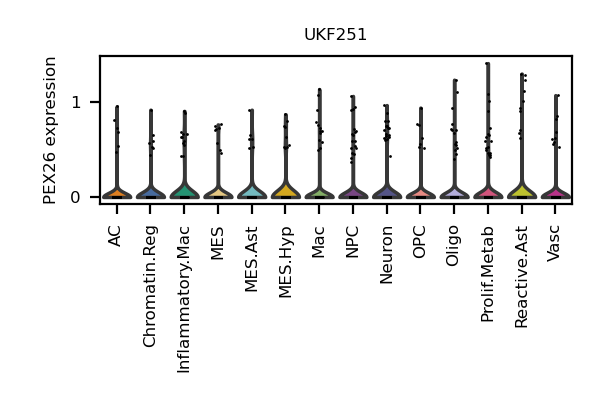 UKF251
PEX26 expression
1
0
AC
Chromatin.Reg
Inflammatory.Mac
MES
MES.Ast
MES.Hyp
Mac
NPC
Neuron
OPC
Oligo
Prolif.Metab
Reactive.Ast
Vasc